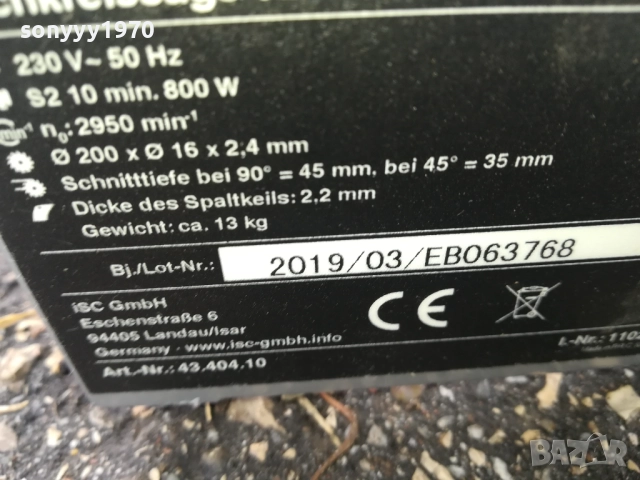 sonyyy1970
230 V~ 50 Hz
S2 10 min. 800 W
n₀: 2950 min⁻¹
Ø 200 x Ø 16 x 2,4 mm
Schnitttiefe bei 90° = 45 mm, bei 45° = 35 mm
Dicke des Spaltkeils: 2,2 mm
Gewicht: ca. 13 kg
Bj./Lot-Nr.: 2019/03/EB063768
iSC GmbH
Eschenstraße 6
94405 Landau/Isar
Germany · www.isc-gmbh.info
CE
Art.-Nr.: 43.404.10
L-Nr.: 1102
BAZAR